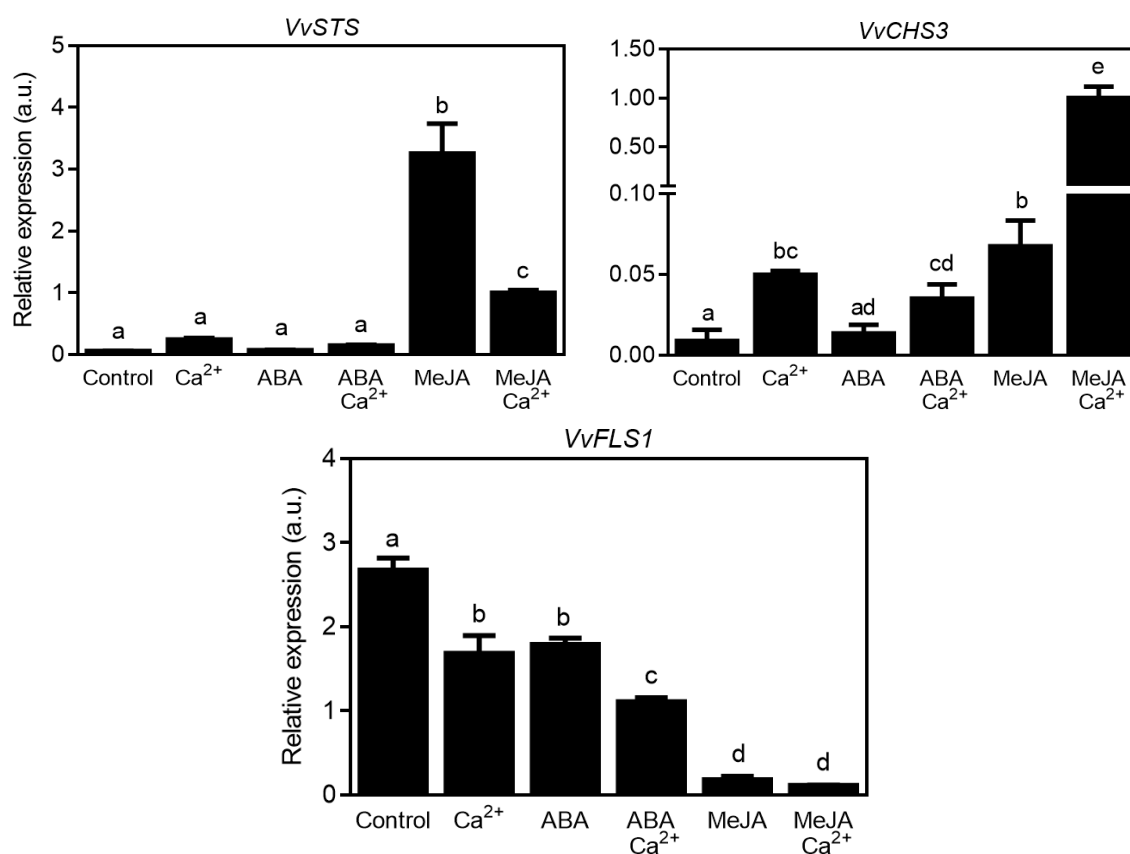 VvSTS
Relative expression (a.u.)
5
4
3
2
1
0
a
a
a
a
b
c
Control
Ca²⁺
ABA
ABA
Ca²⁺
MeJA
MeJA
Ca²⁺
VvCHS3
1.50
1.00
0.50
0.10
0.05
0.00
a
bc
ad
cd
b
e
Control
Ca²⁺
ABA
ABA
Ca²⁺
MeJA
MeJA
Ca²⁺
VvFLS1
Relative expression (a.u.)
4
3
2
1
0
a
b
b
c
d
d
Control
Ca²⁺
ABA
ABA
Ca²⁺
MeJA
MeJA
Ca²⁺